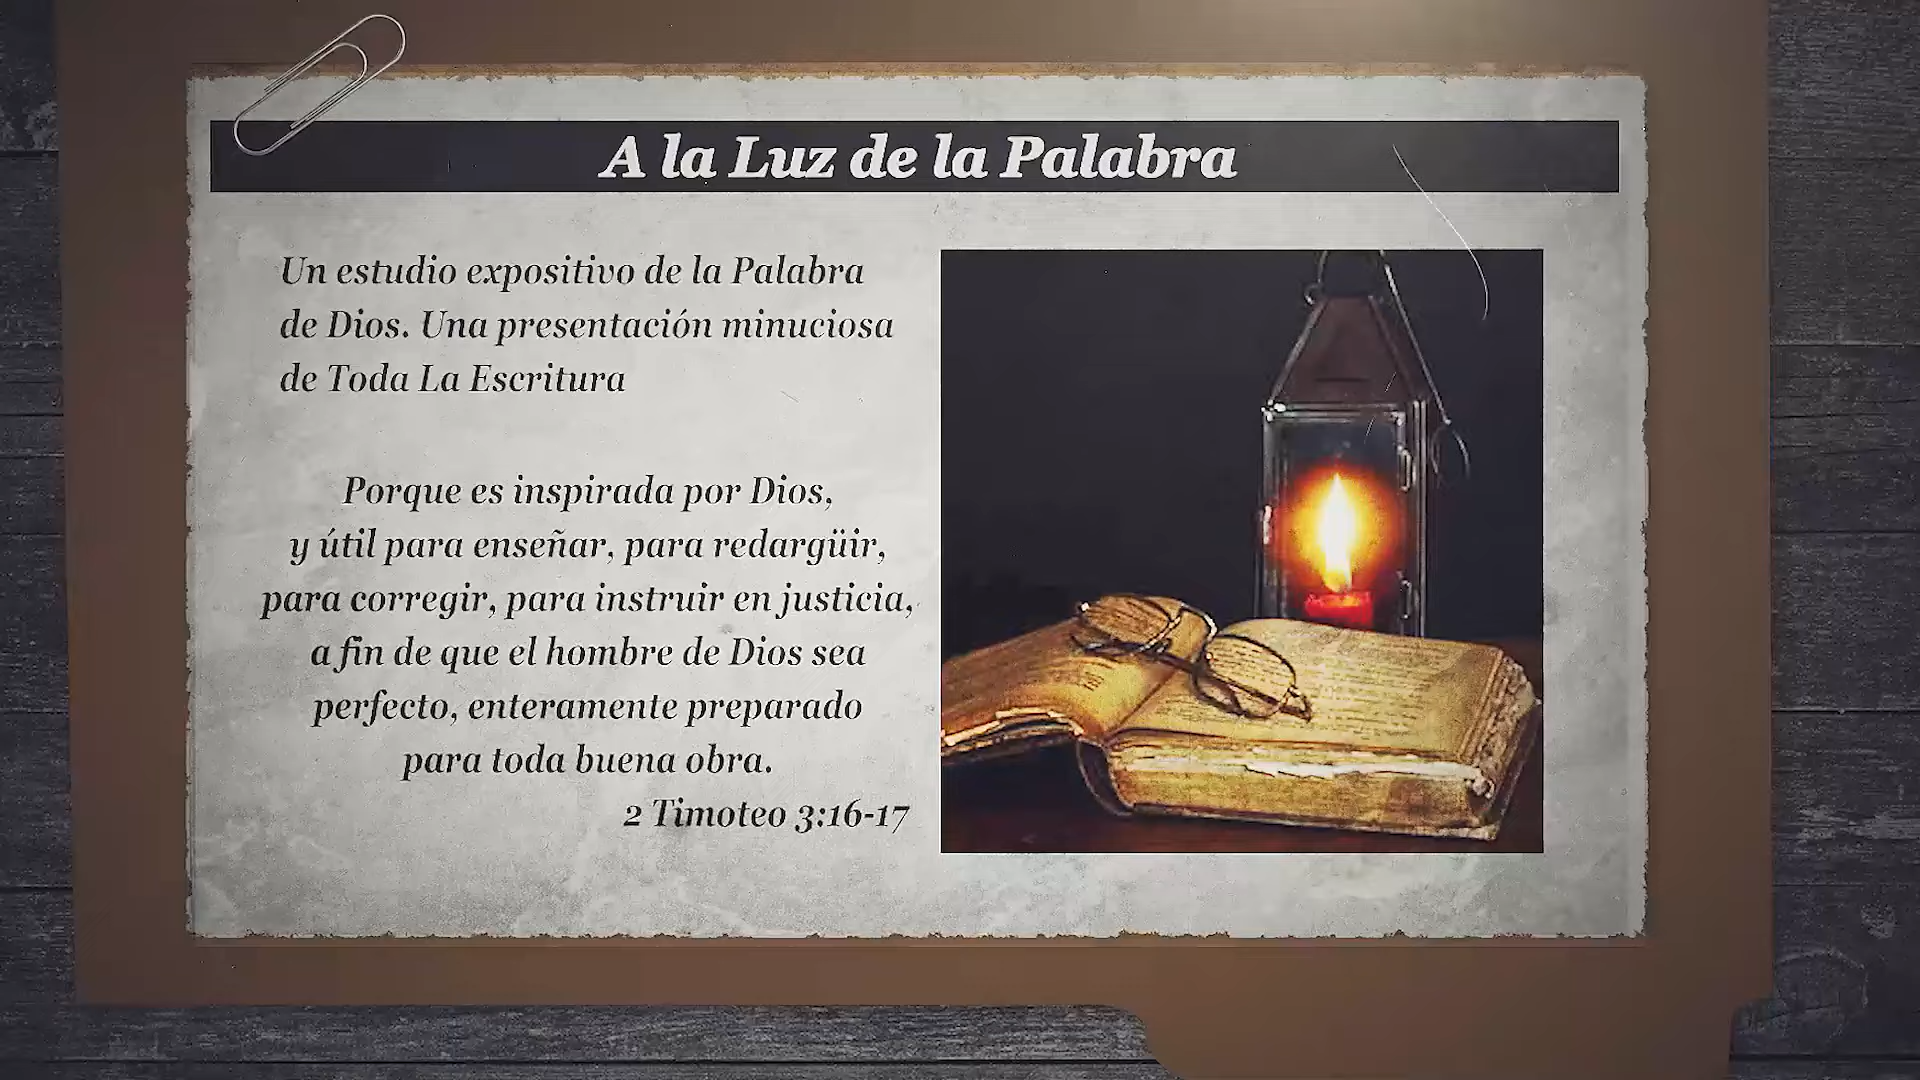 A la Luz de la Palabra
Un estudio expositivo de la Palabra
de Dios. Una presentación minuciosa
de Toda La Escritura
Porque es inspirada por Dios,
y útil para enseñar, para redargüir,
para corregir, para instruir en justicia,
a fin de que el hombre de Dios sea
perfecto, enteramente preparado
para toda buena obra.
2 Timoteo 3:16-17